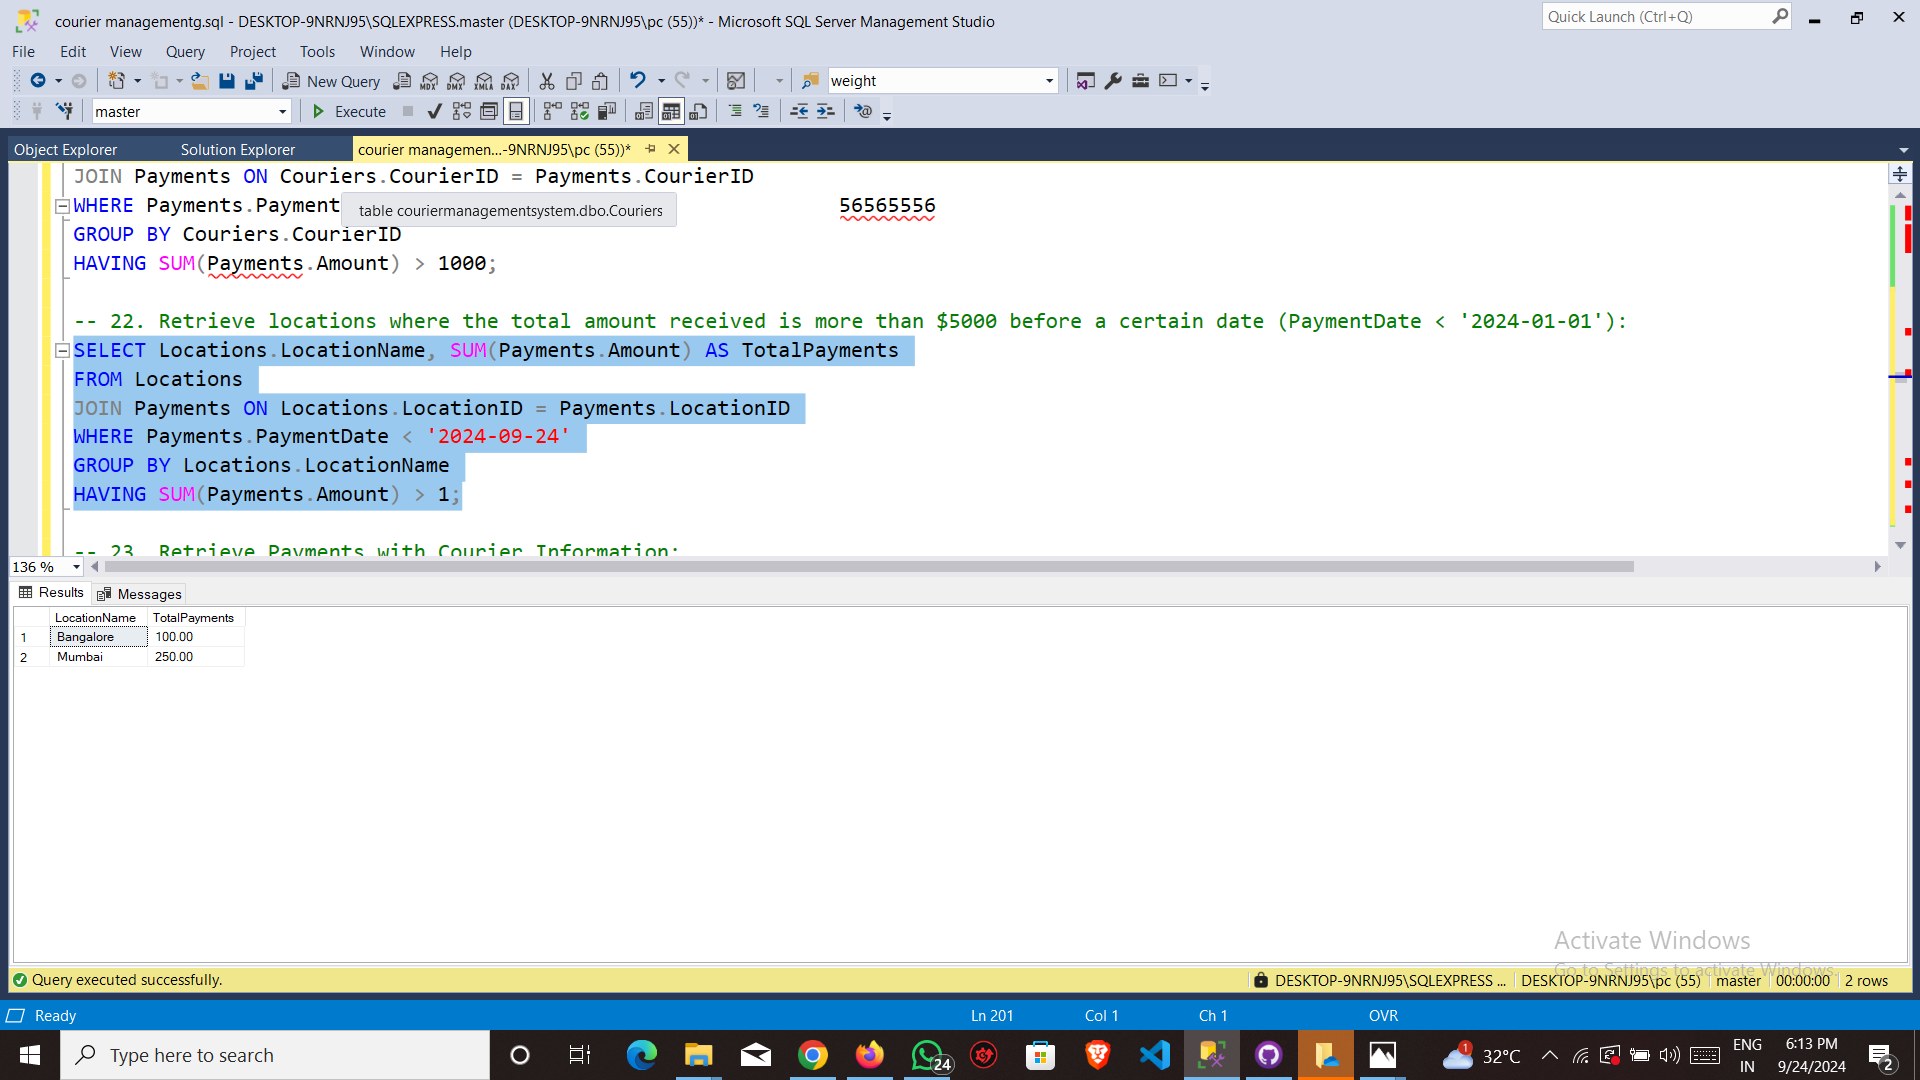 courier managementg.sql - DESKTOP-9NRNJ95\SQLEXPRESS.master (DESKTOP-9NRNJ95\pc (55))* - Microsoft SQL Server Management Studio
Quick Launch (Ctrl+Q)
File Edit View Query Project Tools Window Help
New Query MDX DMX XMLA DAX weight
master Execute
Object Explorer Solution Explorer courier managemen...-9NRNJ95\pc (55))*
JOIN Payments ON Couriers.CourierID = Payments.CourierID
WHERE Payments.Payment 56565556
table couriermanagementsystem.dbo.Couriers
GROUP BY Couriers.CourierID
HAVING SUM(Payments.Amount) > 1000;
-- 22. Retrieve locations where the total amount received is more than $5000 before a certain date (PaymentDate < '2024-01-01'):
SELECT Locations.LocationName, SUM(Payments.Amount) AS TotalPayments
FROM Locations
JOIN Payments ON Locations.LocationID = Payments.LocationID
WHERE Payments.PaymentDate < '2024-09-24'
GROUP BY Locations.LocationName
HAVING SUM(Payments.Amount) > 1;
-- 23. Retrieve Payments with Courier Information:
136 %
Results Messages
LocationName TotalPayments
1 Bangalore 100.00
2 Mumbai 250.00
Activate Windows
Go to Settings to activate Windows.
Query executed successfully. DESKTOP-9NRNJ95\SQLEXPRESS ... DESKTOP-9NRNJ95\pc (55) master 00:00:00 2 rows
Ready Ln 201 Col 1 Ch 1 OVR
Type here to search 24 1 32°C ENG IN 6:13 PM 9/24/2024 2